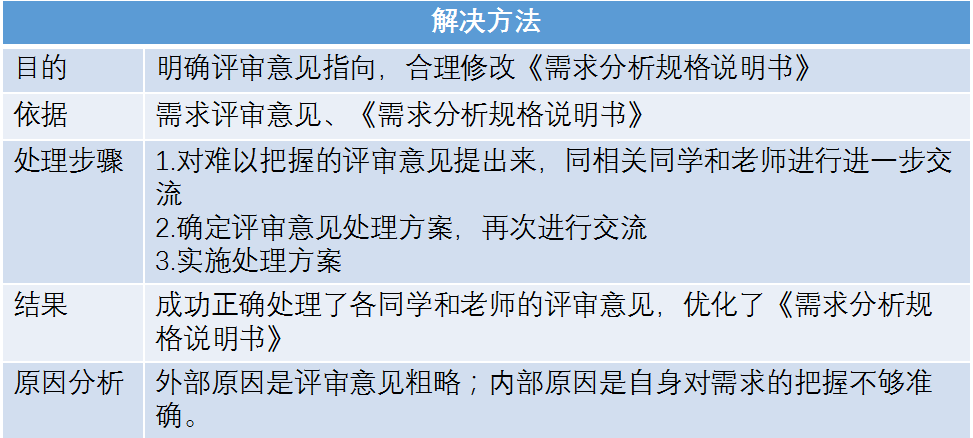 解决方法
目的 明确评审意见指向，合理修改《需求分析规格说明书》
依据 需求评审意见、《需求分析规格说明书》
处理步骤 1.对难以把握的评审意见提出来，同相关同学和老师进行进一步交
流
2.确定评审意见处理方案，再次进行交流
3.实施处理方案
结果 成功正确处理了各同学和老师的评审意见，优化了《需求分析规
格说明书》
原因分析 外部原因是评审意见粗略；内部原因是自身对需求的把握不够准
确。